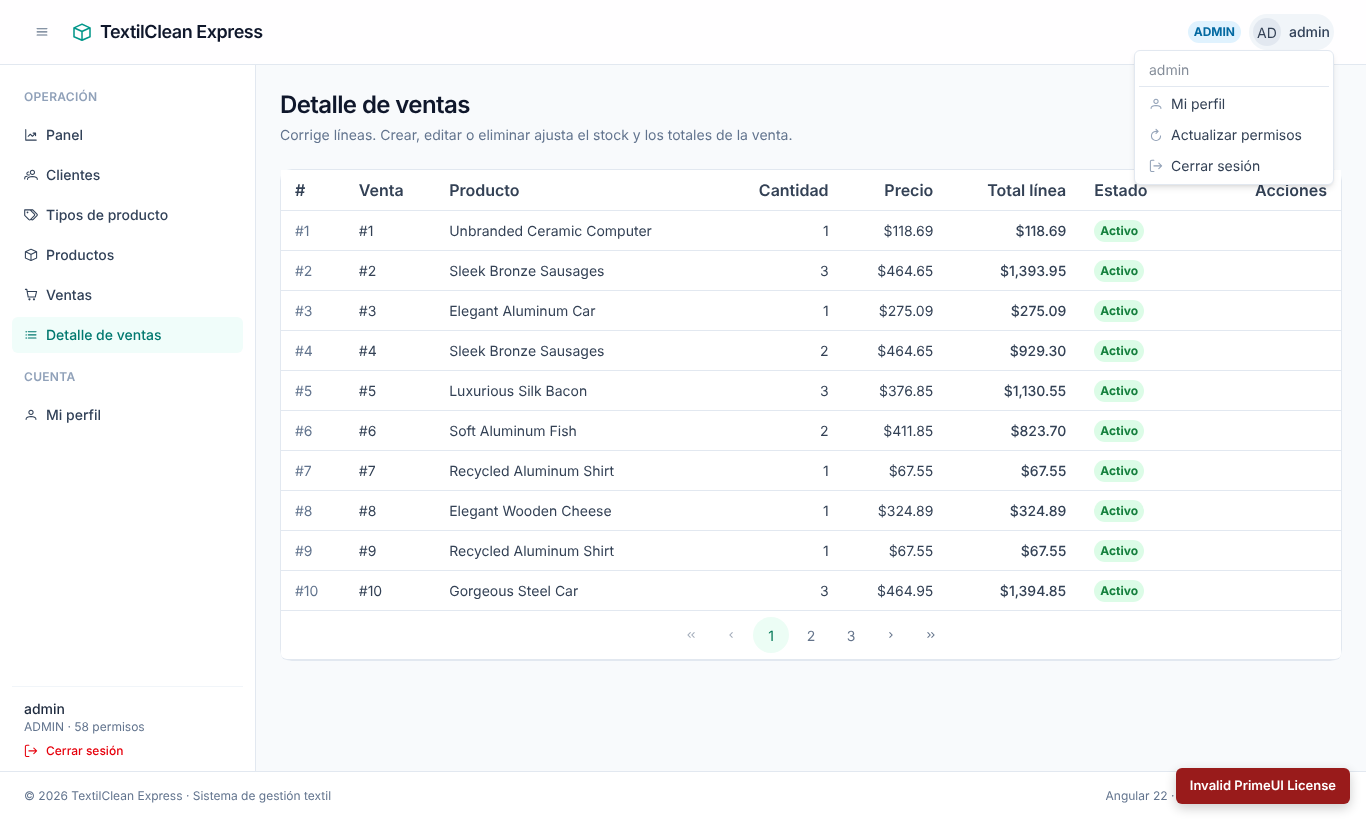 TextilClean Express
ADMIN
AD
admin
admin
Mi perfil
Actualizar permisos
Cerrar sesión
OPERACIÓN
Panel
Clientes
Tipos de producto
Productos
Ventas
Detalle de ventas
CUENTA
Mi perfil
admin
ADMIN · 58 permisos
Cerrar sesión
Detalle de ventas
Corrige líneas. Crear, editar o eliminar ajusta el stock y los totales de la venta.
# Venta Producto Cantidad Precio Total línea Estado Acciones
#1 #1 Unbranded Ceramic Computer 1 $118.69 $118.69 Activo
#2 #2 Sleek Bronze Sausages 3 $464.65 $1,393.95 Activo
#3 #3 Elegant Aluminum Car 1 $275.09 $275.09 Activo
#4 #4 Sleek Bronze Sausages 2 $464.65 $929.30 Activo
#5 #5 Luxurious Silk Bacon 3 $376.85 $1,130.55 Activo
#6 #6 Soft Aluminum Fish 2 $411.85 $823.70 Activo
#7 #7 Recycled Aluminum Shirt 1 $67.55 $67.55 Activo
#8 #8 Elegant Wooden Cheese 1 $324.89 $324.89 Activo
#9 #9 Recycled Aluminum Shirt 1 $67.55 $67.55 Activo
#10 #10 Gorgeous Steel Car 3 $464.95 $1,394.85 Activo
« ‹ 1 2 3 › »
© 2026 TextilClean Express · Sistema de gestión textil
Angular 22 ·
Invalid PrimeUI License